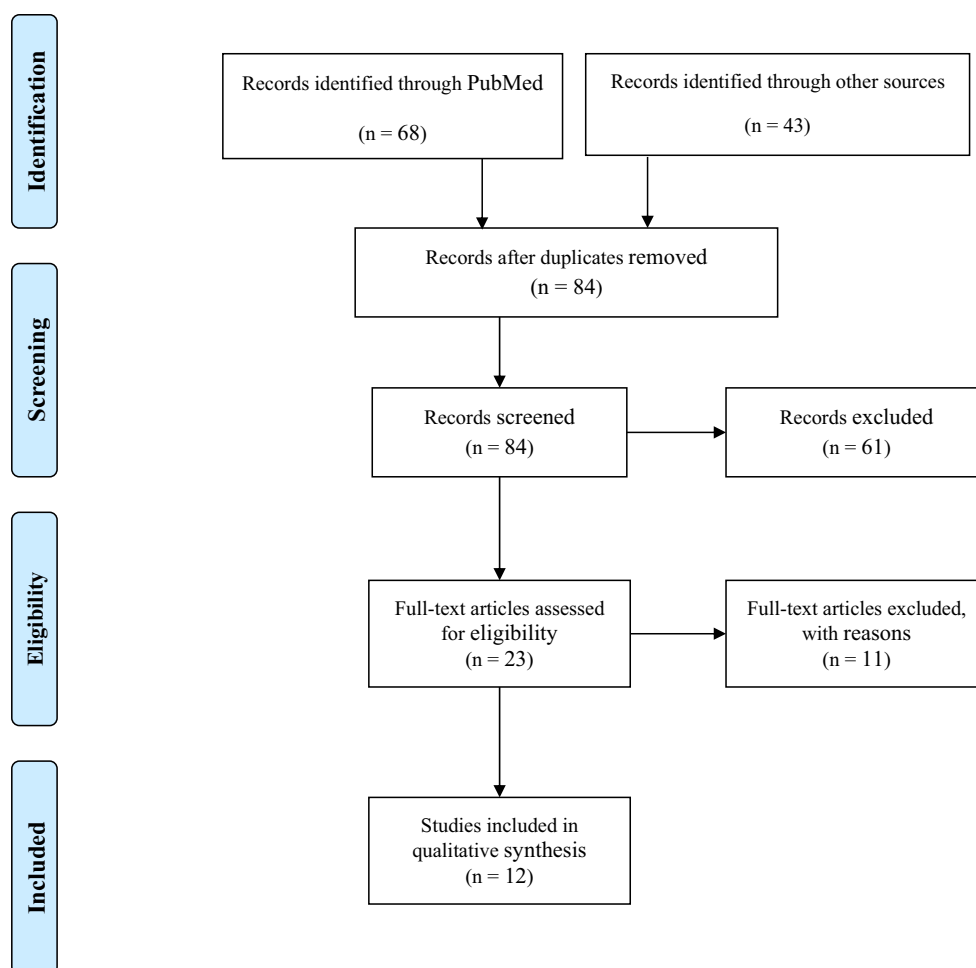 Identification
Records identified through PubMed
(n = 68)
Records identified through other sources
(n = 43)
Records after duplicates removed
(n = 84)
Screening
Records screened
(n = 84)
Records excluded
(n = 61)
Eligibility
Full-text articles assessed
for eligibility
(n = 23)
Full-text articles excluded,
with reasons
(n = 11)
Included
Studies included in
qualitative synthesis
(n = 12)